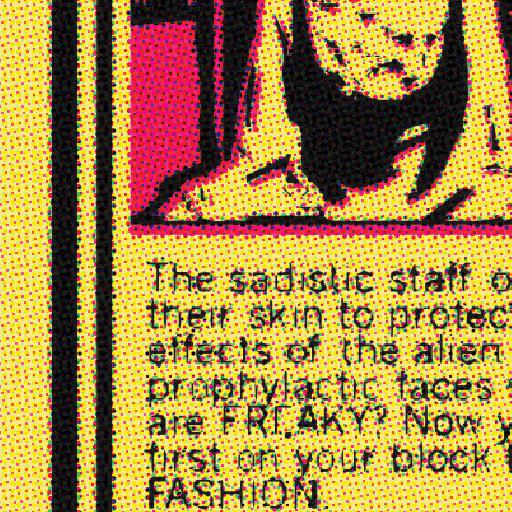 The sadistic staff o
their skin to protec
effects of the alien
prophylactic faces
are FREAKY? Now y
first on your block
FASHION.